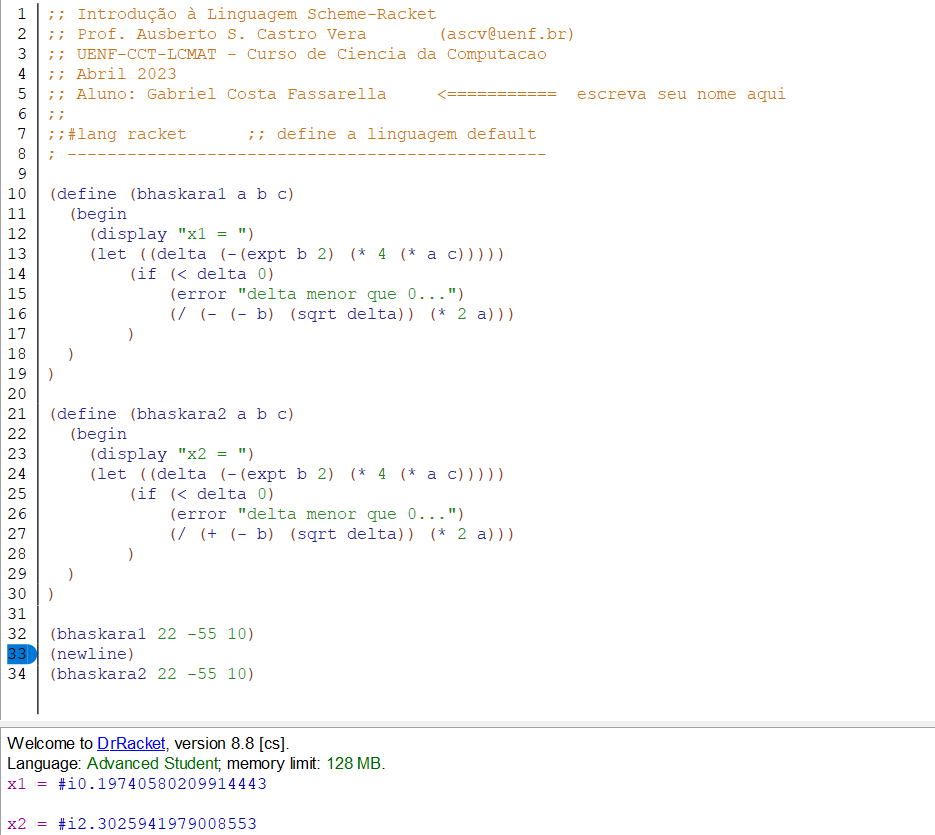 1 ;; Introdução à Linguagem Scheme-Racket
2 ;; Prof. Ausberto S. Castro Vera       (ascv@uenf.br)
3 ;; UENF-CCT-LCMAT - Curso de Ciencia da Computacao
4 ;; Abril 2023
5 ;; Aluno: Gabriel Costa Fassarella     <===========  escreva seu nome aqui
6 ;;
7 ;;#lang racket      ;; define a linguagem default
8 ; ------------------------------------------------
9
10 (define (bhaskara1 a b c)
11   (begin
12     (display "x1 = ")
13     (let ((delta (-(expt b 2) (* 4 (* a c)))))
14         (if (< delta 0)
15             (error "delta menor que 0...")
16             (/ (- (- b) (sqrt delta)) (* 2 a)))
17         )
18   )
19 )
20
21 (define (bhaskara2 a b c)
22   (begin
23     (display "x2 = ")
24     (let ((delta (-(expt b 2) (* 4 (* a c)))))
25         (if (< delta 0)
26             (error "delta menor que 0...")
27             (/ (+ (- b) (sqrt delta)) (* 2 a)))
28         )
29   )
30 )
31
32 (bhaskara1 22 -55 10)
33 (newline)
34 (bhaskara2 22 -55 10)
Welcome to DrRacket, version 8.8 [cs].
Language: Advanced Student; memory limit: 128 MB.
x1 = #i0.19740580209914443
x2 = #i2.3025941979008553